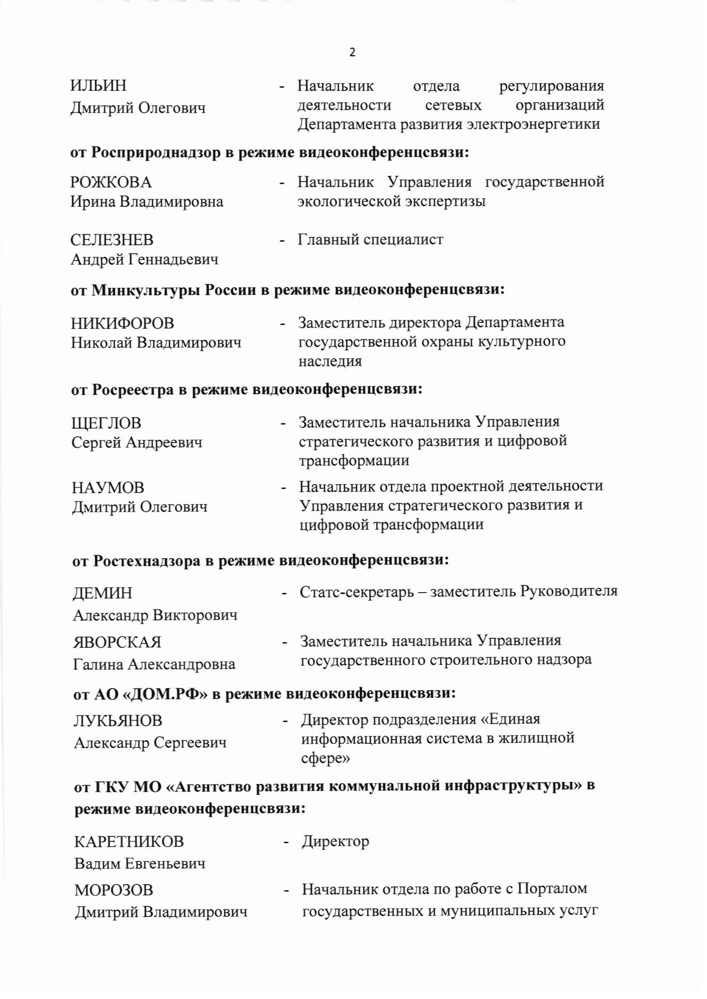 2
ИЛЬИН - Начальник отдела регулирования
Дмитрий Олегович деятельности сетевых организаций
Департамента развития электроэнергетики
от Росприроднадзор в режиме видеоконференцсвязи:
РОЖКОВА - Начальник Управления государственной
Ирина Владимировна экологической экспертизы
СЕЛЕЗНЕВ - Главный специалист
Андрей Геннадьевич
от Минкультуры России в режиме видеоконференцсвязи:
НИКИФОРОВ - Заместитель директора Департамента
Николай Владимирович государственной охраны культурного
наследия
от Росреестра в режиме видеоконференцсвязи:
ЩЕГЛОВ - Заместитель начальника Управления
Сергей Андреевич стратегического развития и цифровой
трансформации
НАУМОВ - Начальник отдела проектной деятельности
Дмитрий Олегович Управления стратегического развития и
цифровой трансформации
от Ростехнадзора в режиме видеоконференцсвязи:
ДЕМИН - Статс-секретарь – заместитель Руководителя
Александр Викторович
ЯВОРСКАЯ - Заместитель начальника Управления
Галина Александровна государственного строительного надзора
от АО «ДОМ.РФ» в режиме видеоконференцсвязи:
ЛУКЬЯНОВ - Директор подразделения «Единая
Александр Сергеевич информационная система в жилищной
сфере»
от ГКУ МО «Агентство развития коммунальной инфраструктуры» в
режиме видеоконференцсвязи:
КАРЕТНИКОВ - Директор
Вадим Евгеньевич
МОРОЗОВ - Начальник отдела по работе с Порталом
Дмитрий Владимирович государственных и муниципальных услуг